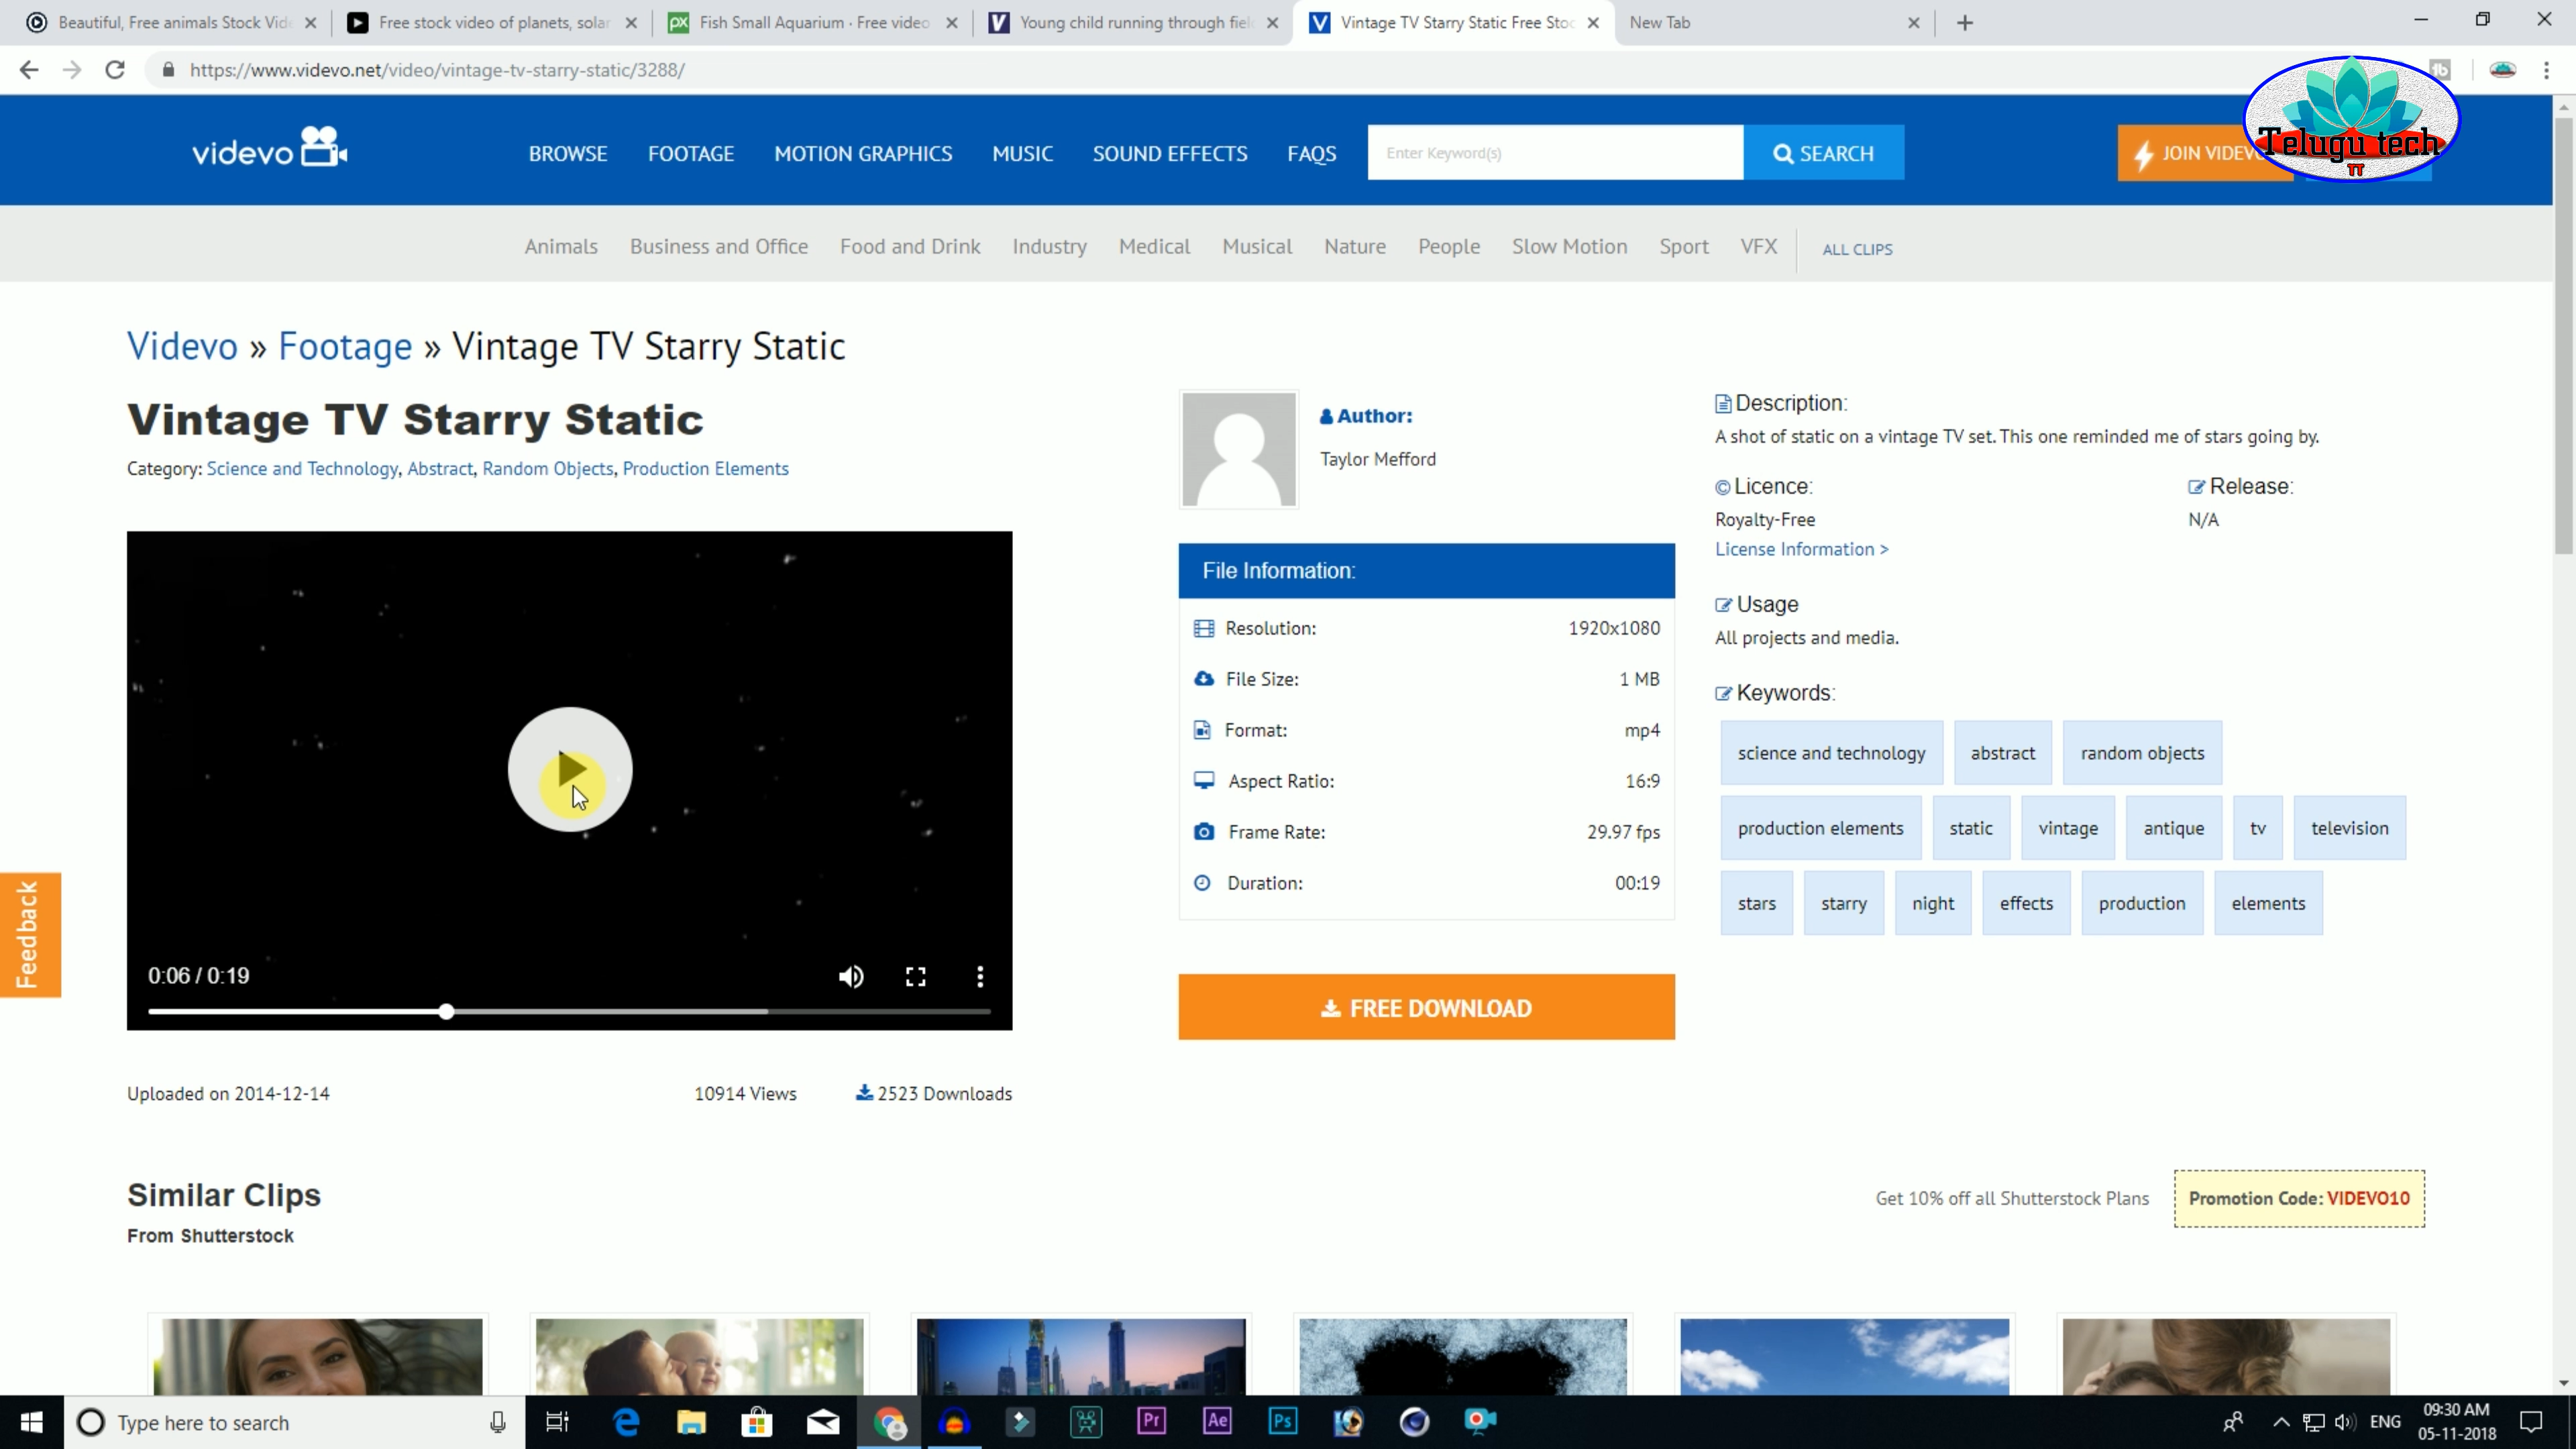 Beautiful, Free animals Stock Vid
Free stock video of planets, solar
Fish Small Aquarium · Free video
Young child running through fiel
Vintage TV Starry Static Free Stoc
New Tab
https://www.videvo.net/video/vintage-tv-starry-static/3288/
videvo
BROWSE FOOTAGE MOTION GRAPHICS MUSIC SOUND EFFECTS FAQS
Enter Keyword(s)
SEARCH
JOIN VIDEVO
Telugu tech
TT
Animals Business and Office Food and Drink Industry Medical Musical Nature People Slow Motion Sport VFX ALL CLIPS
Videvo » Footage » Vintage TV Starry Static
Vintage TV Starry Static
Category: Science and Technology, Abstract, Random Objects, Production Elements
0:06 / 0:19
Uploaded on 2014-12-14
10914 Views
2523 Downloads
Author:
Taylor Mefford
File Information:
Resolution: 1920x1080
File Size: 1 MB
Format: mp4
Aspect Ratio: 16:9
Frame Rate: 29.97 fps
Duration: 00:19
FREE DOWNLOAD
Description:
A shot of static on a vintage TV set. This one reminded me of stars going by.
Licence:
Royalty-Free
License Information >
Release:
N/A
Usage
All projects and media.
Keywords:
science and technology abstract random objects
production elements static vintage antique tv television
stars starry night effects production elements
Feedback
Similar Clips
From Shutterstock
Get 10% off all Shutterstock Plans
Promotion Code: VIDEVO10
Type here to search
Pr
Ae
Ps
ENG
09:30 AM
05-11-2018